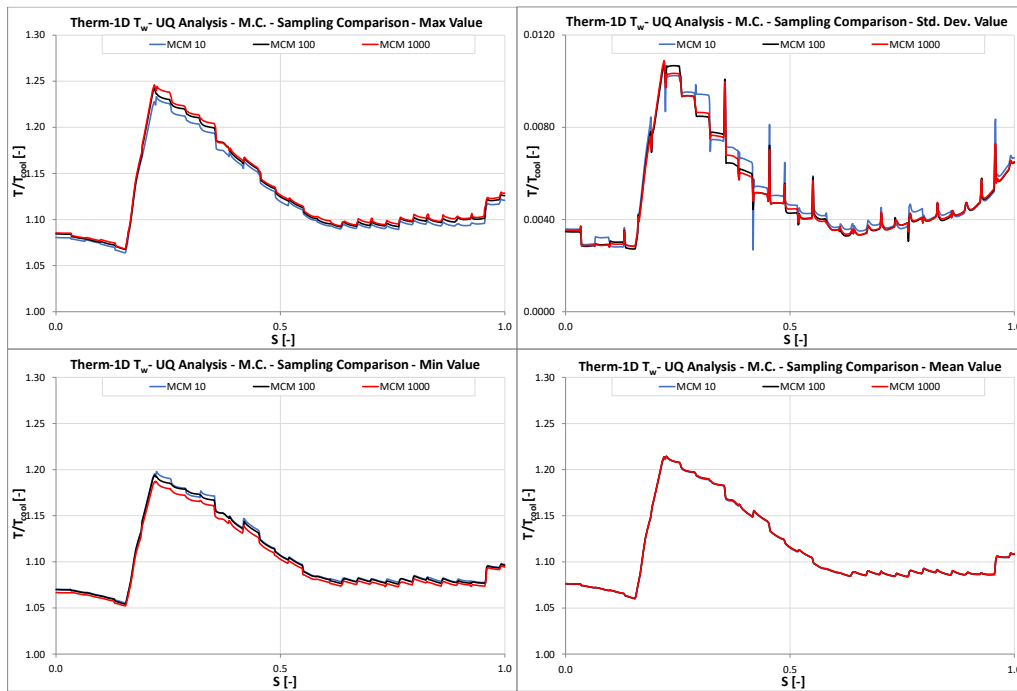 Therm-1D Tw- UQ Analysis - M.C. - Sampling Comparison - Max Value
MCM 10 MCM 100 MCM 1000
T/Tcool [-]
1.30
1.25
1.20
1.15
1.10
1.05
1.00
0.0 0.5 1.0
S [-]
Therm-1D Tw- UQ Analysis - M.C. - Sampling Comparison - Std. Dev. Value
MCM 10 MCM 100 MCM 1000
T/Tcool [-]
0.0120
0.0080
0.0040
0.0000
0.0 0.5 1.0
S [-]
Therm-1D Tw- UQ Analysis - M.C. - Sampling Comparison - Min Value
MCM 10 MCM 100 MCM 1000
T/Tcool [-]
1.30
1.25
1.20
1.15
1.10
1.05
1.00
0.0 0.5 1.0
S [-]
Therm-1D Tw- UQ Analysis - M.C. - Sampling Comparison - Mean Value
MCM 10 MCM 100 MCM 1000
T/Tcool [-]
1.30
1.25
1.20
1.15
1.10
1.05
1.00
0.0 0.5 1.0
S [-]